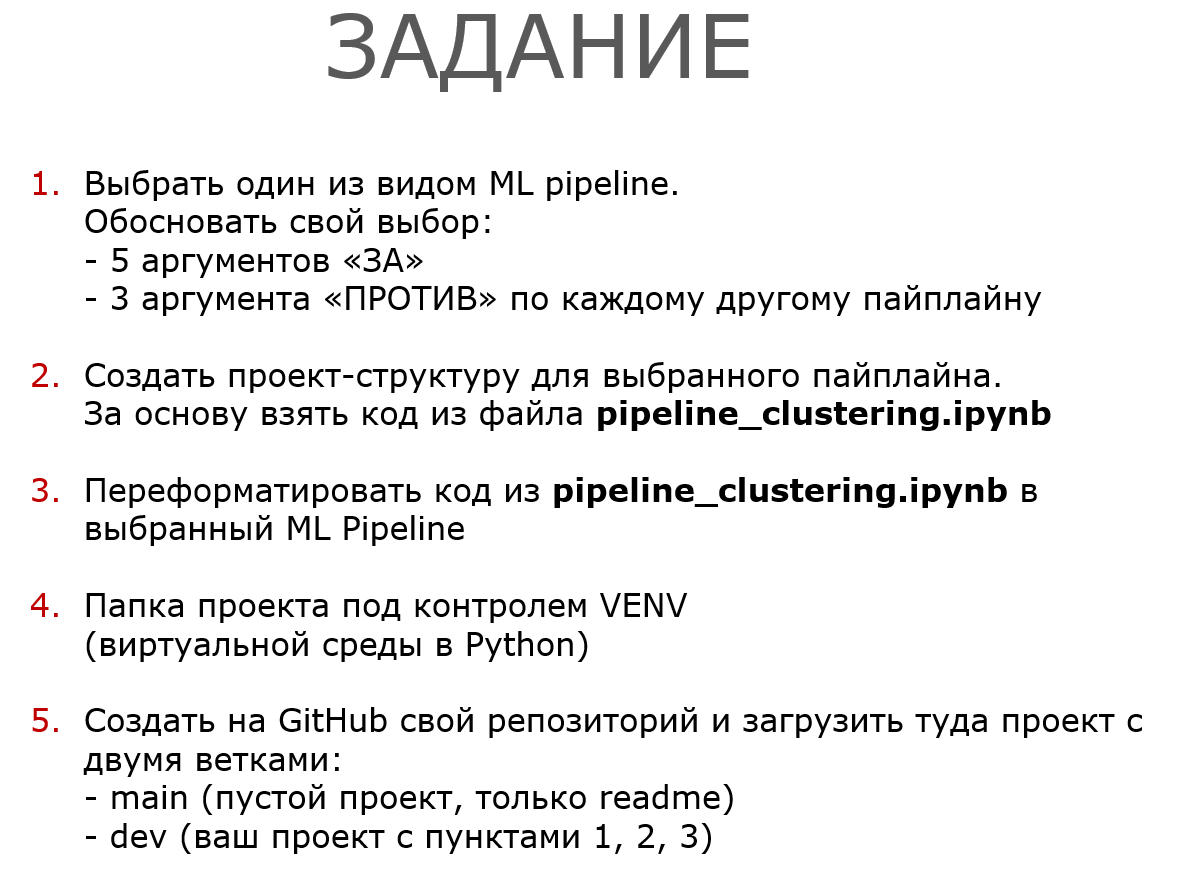 ЗАДАНИЕ
1. Выбрать один из видом ML pipeline.
Обосновать свой выбор:
- 5 аргументов «ЗА»
- 3 аргумента «ПРОТИВ» по каждому другому пайплайну
2. Создать проект-структуру для выбранного пайплайна.
За основу взять код из файла pipeline_clustering.ipynb
3. Переформатировать код из pipeline_clustering.ipynb в
выбранный ML Pipeline
4. Папка проекта под контролем VENV
(виртуальной среды в Python)
5. Создать на GitHub свой репозиторий и загрузить туда проект с
двумя ветками:
- main (пустой проект, только readme)
- dev (ваш проект с пунктами 1, 2, 3)